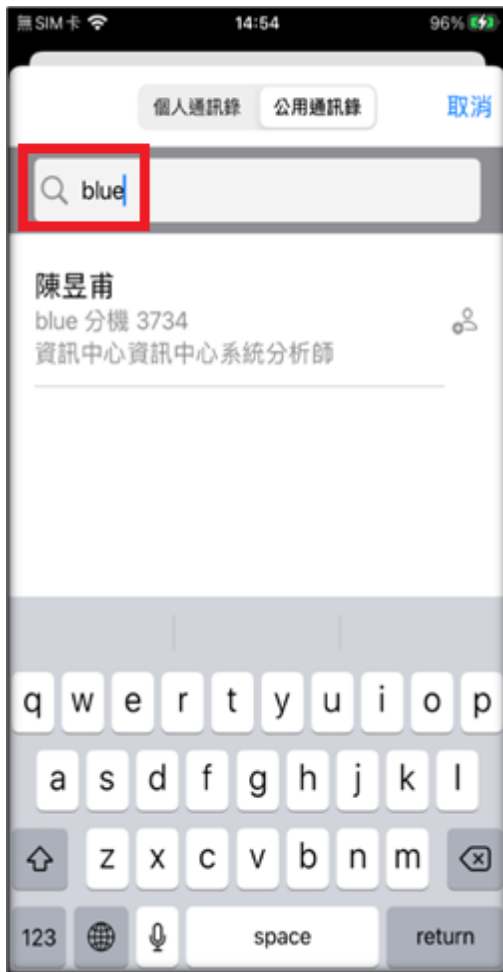 無SIM卡 14:54 96%
個人通訊錄 公用通訊錄 取消
blue
陳昱甫
blue 分機 3734
資訊中心資訊中心系統分析師
q w e r t y u i o p
a s d f g h j k l
z x c v b n m
123 space return